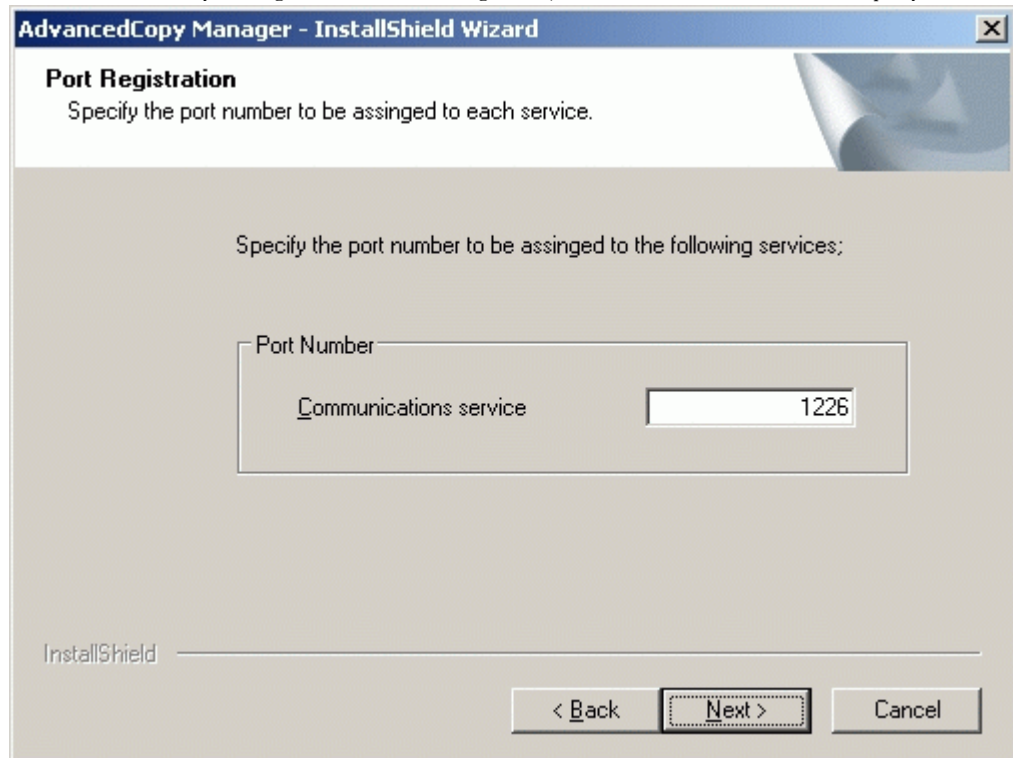 AdvancedCopy Manager - InstallShield Wizard
Port Registration
Specify the port number to be assinged to each service.
Specify the port number to be assinged to the following services;
Port Number
Communications service 1226
InstallShield
< Back Next > Cancel